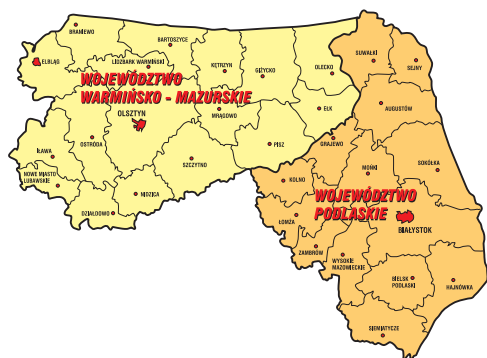 BRANIEWO
BARTOSZYCE
ELBLĄG
LIDZBARK WARMIŃSKI
KĘTRZYN
GIŻYCKO
OLECKO
SUWAŁKI
SEJNY
WOJEWÓDZTWO
WARMIŃSKO - MAZURSKIE
OLSZTYN
MRĄGOWO
EŁK
AUGUSTÓW
IŁAWA
OSTRÓDA
SZCZYTNO
PISZ
GRAJEWO
MOŃKI
SOKÓŁKA
NOWE MIASTO
LUBAWSKIE
NIDZICA
DZIAŁDOWO
KOLNO
WOJEWÓDZTWO
PODLASKIE
ŁOMŻA
BIAŁYSTOK
ZAMBRÓW
WYSOKIE
MAZOWIECKIE
BIELSK
PODLASKI
HAJNÓWKA
SIEMIATYCZE